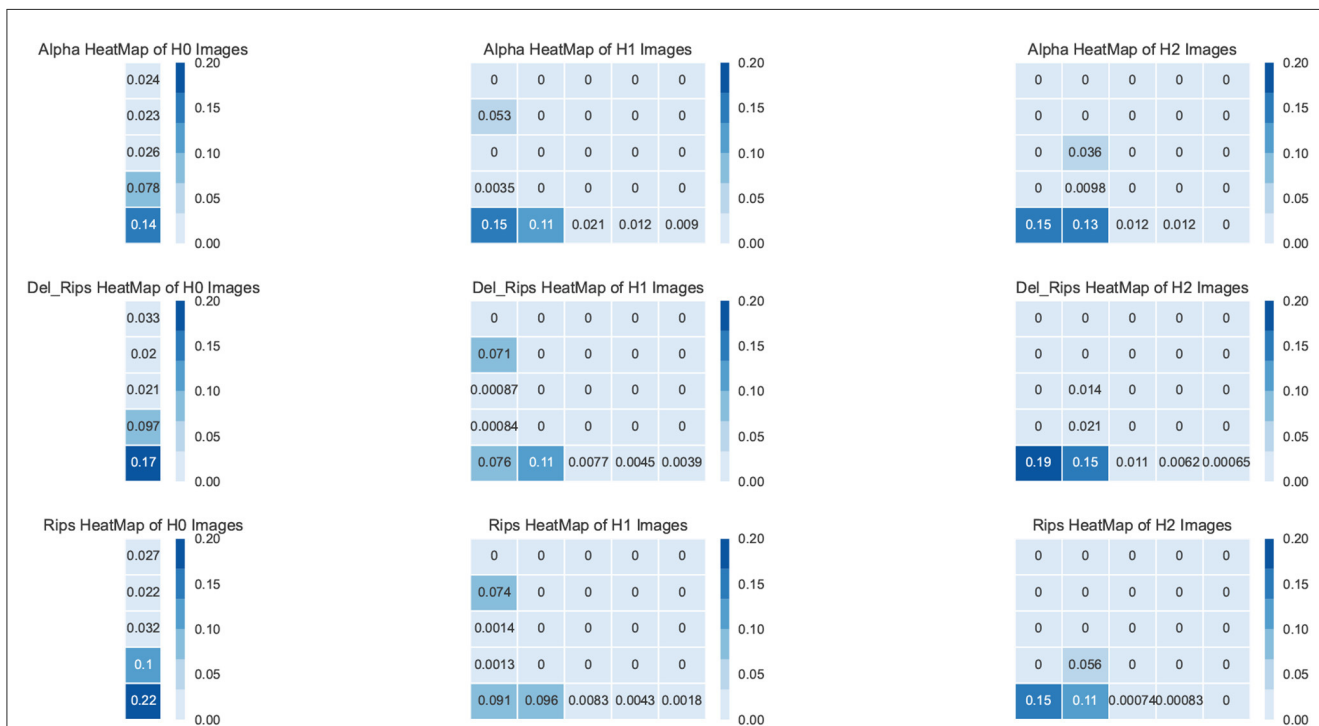 Alpha HeatMap of H0 Images
0.024
0.023
0.026
0.078
0.14
0.20
0.15
0.10
0.05
0.00
Alpha HeatMap of H1 Images
0 0 0 0 0
0.053 0 0 0 0
0 0 0 0 0
0.0035 0 0 0 0
0.15 0.11 0.021 0.012 0.009
0.20
0.15
0.10
0.05
0.00
Alpha HeatMap of H2 Images
0 0 0 0 0
0 0 0 0 0
0 0.036 0 0 0
0 0.0098 0 0 0
0.15 0.13 0.012 0.012 0
0.20
0.15
0.10
0.05
0.00
Del_Rips HeatMap of H0 Images
0.033
0.02
0.021
0.097
0.17
0.20
0.15
0.10
0.05
0.00
Del_Rips HeatMap of H1 Images
0 0 0 0 0
0.071 0 0 0 0
0.00087 0 0 0 0
0.00084 0 0 0 0
0.076 0.11 0.0077 0.0045 0.0039
0.20
0.15
0.10
0.05
0.00
Del_Rips HeatMap of H2 Images
0 0 0 0 0
0 0 0 0 0
0 0.014 0 0 0
0 0.021 0 0 0
0.19 0.15 0.011 0.0062 0.00065
0.20
0.15
0.10
0.05
0.00
Rips HeatMap of H0 Images
0.027
0.022
0.032
0.1
0.22
0.20
0.15
0.10
0.05
0.00
Rips HeatMap of H1 Images
0 0 0 0 0
0.074 0 0 0 0
0.0014 0 0 0 0
0.0013 0 0 0 0
0.091 0.096 0.0083 0.0043 0.0018
0.20
0.15
0.10
0.05
0.00
Rips HeatMap of H2 Images
0 0 0 0 0
0 0 0 0 0
0 0 0 0 0
0 0.056 0 0 0
0.15 0.11 0.00074 0.00083 0
0.20
0.15
0.10
0.05
0.00